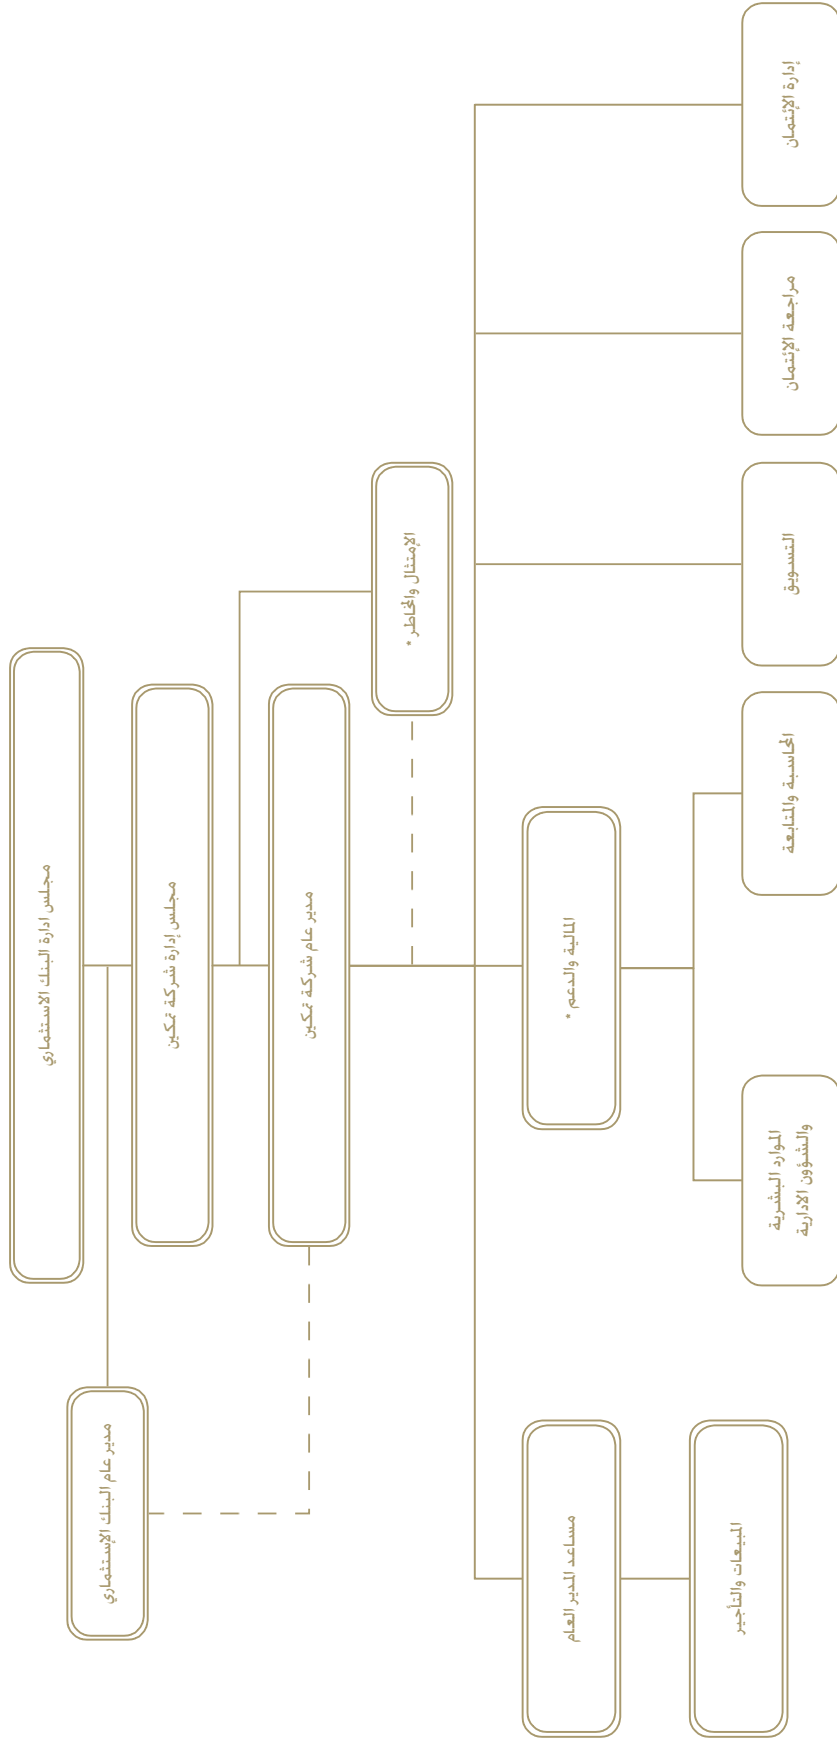 مجلس ادارة البنك الاستثماري
مدير عام البنك الإستثماري
مجلس إدارة شركة تمكين
مدير عام شركة تمكين
الإمتثال والمخاطر *
مساعد المدير العام
المالية والدعم *
المبيعات والتأجير
الموارد البشرية
والشؤون الادارية
المحاسبة والمتابعة
التسويق
مراجعة الإئتمان
إدارة الإئتمان